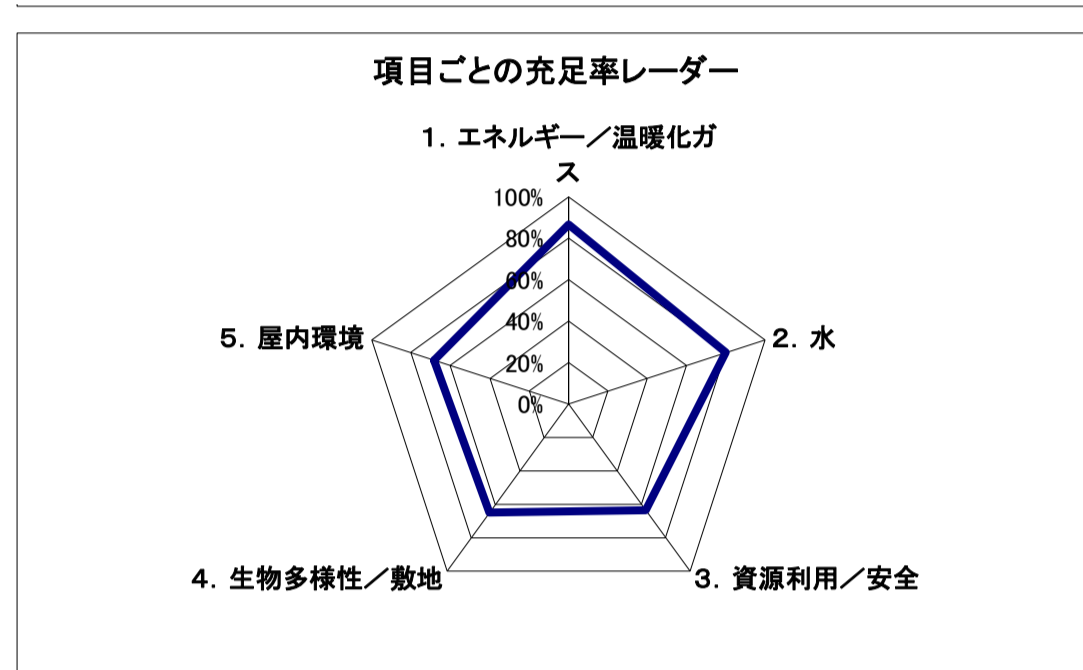 項目ごとの充足率レーダー
1. エネルギー／温暖化ガ
ス
100%
80%
60%
40%
20%
0%
2. 水
3. 資源利用／安全
4. 生物多様性／敷地
5. 屋内環境